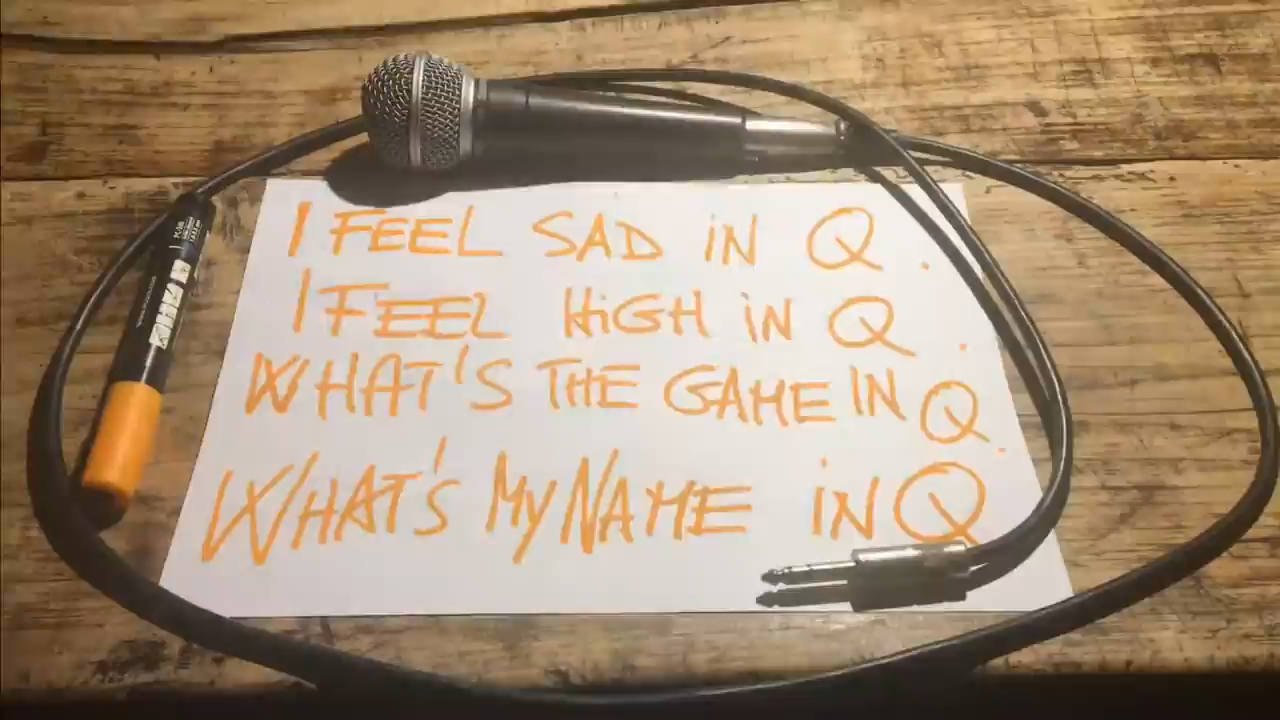 I FEEL SAD iN Q.
I FEEL HiGH iN Q.
WHAT'S THE GAME IN Q.
WHAT'S MY NAME iN Q